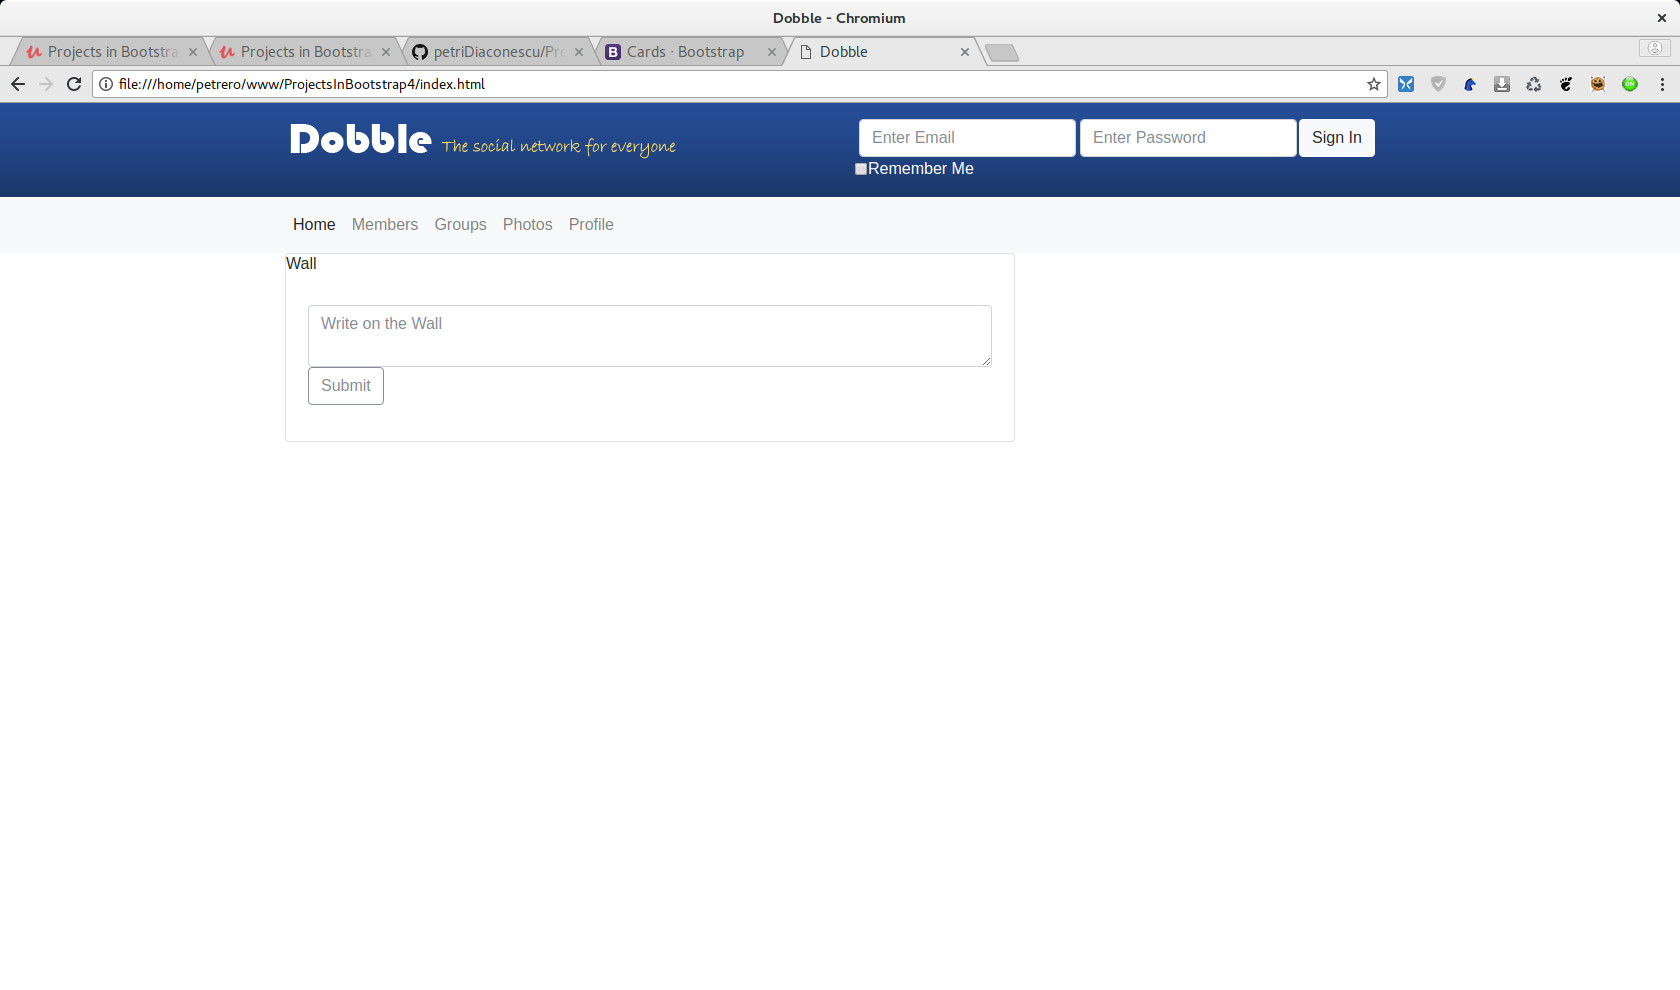 Dobble - Chromium
Projects in Bootstra
Projects in Bootstra
petriDiaconescu/Pro
Cards · Bootstrap
Dobble
file:///home/petrero/www/ProjectsInBootstrap4/index.html
Dobble The social network for everyone
Enter Email
Enter Password
Sign In
Remember Me
Home Members Groups Photos Profile
Wall
Write on the Wall
Submit